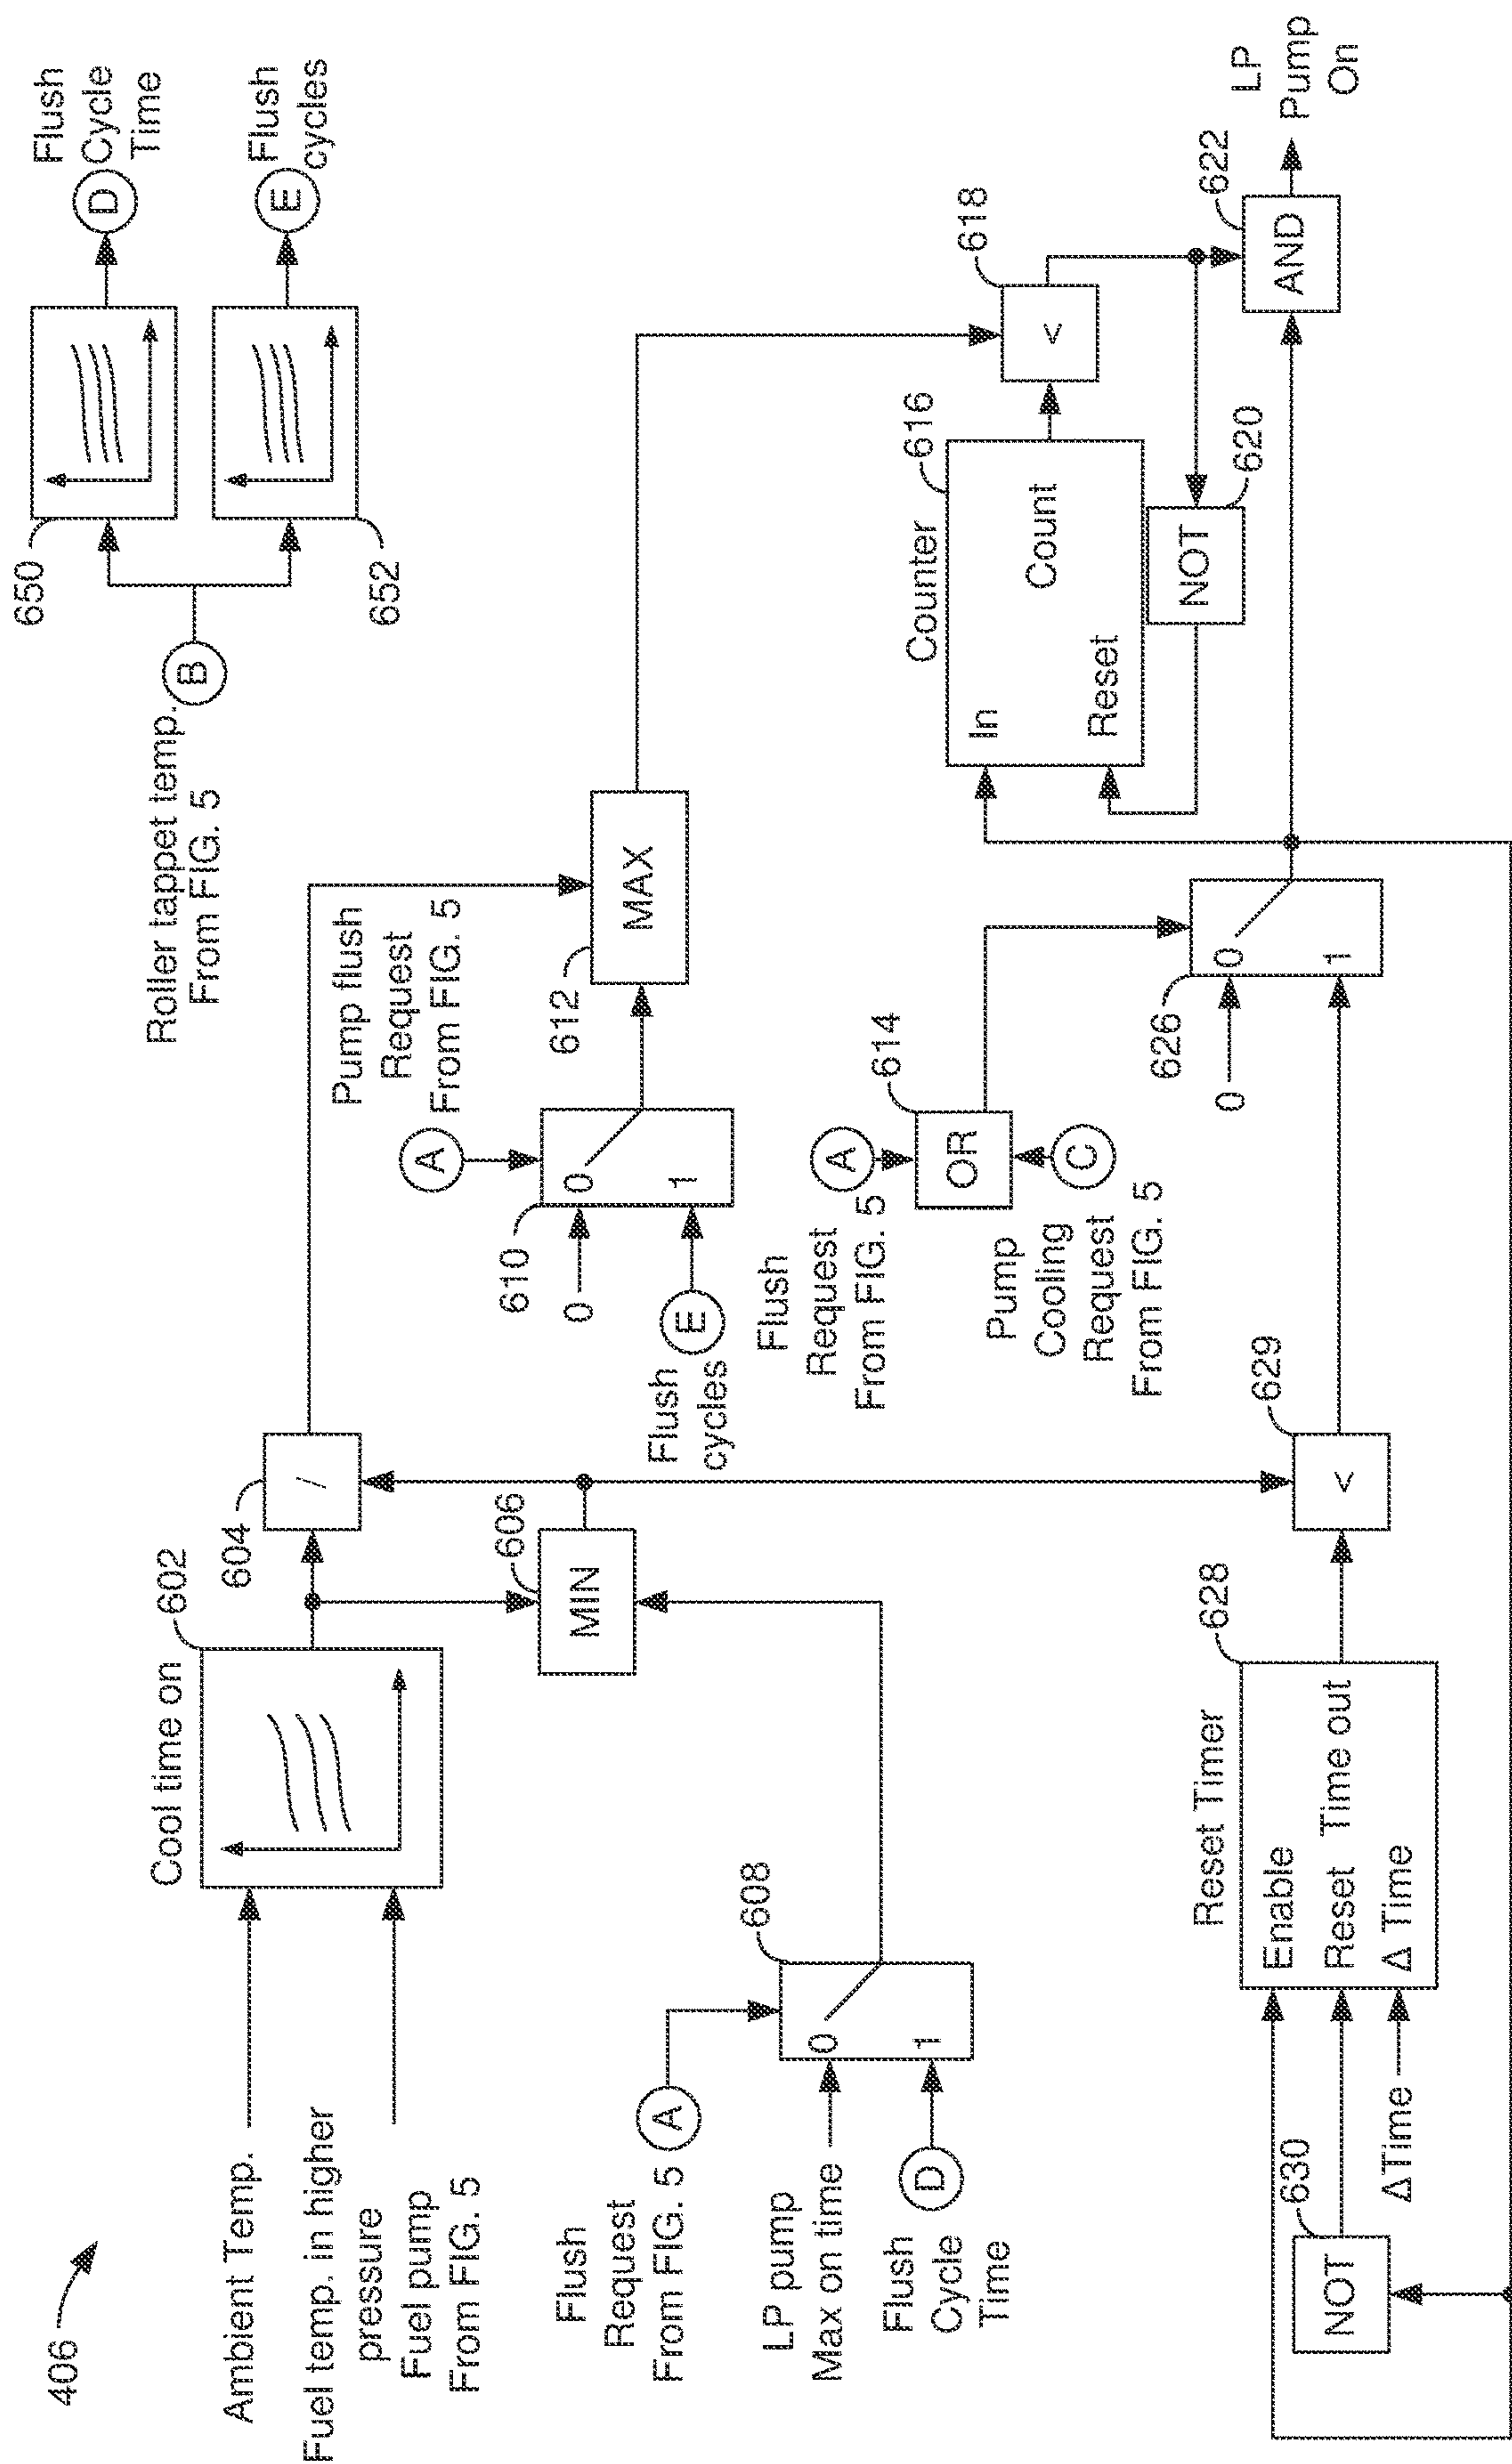 406
Ambient Temp.
Fuel temp. in higher
pressure
Fuel pump
From FIG. 5
Cool time on
602
604
/
606
MIN
Flush
Request
From FIG. 5
A
608
0
1
LP pump
Max on time
D
Flush
Cycle
Time
Roller tappet temp.
From FIG. 5
B
650
652
D
Flush
Cycle
Time
E
Flush
cycles
Pump flush
Request
From FIG. 5
A
610
0
0
1
E
Flush
cycles
612
MAX
Flush
Request
From FIG. 5
A
614
OR
C
Pump
Cooling
Request
From FIG. 5
Counter
616
In
Count
Reset
618
<
NOT
620
622
AND
LP
Pump
On
626
0
0
1
629
<
Reset Timer
628
Enable
Reset
Time out
Δ Time
ΔTime
630
NOT